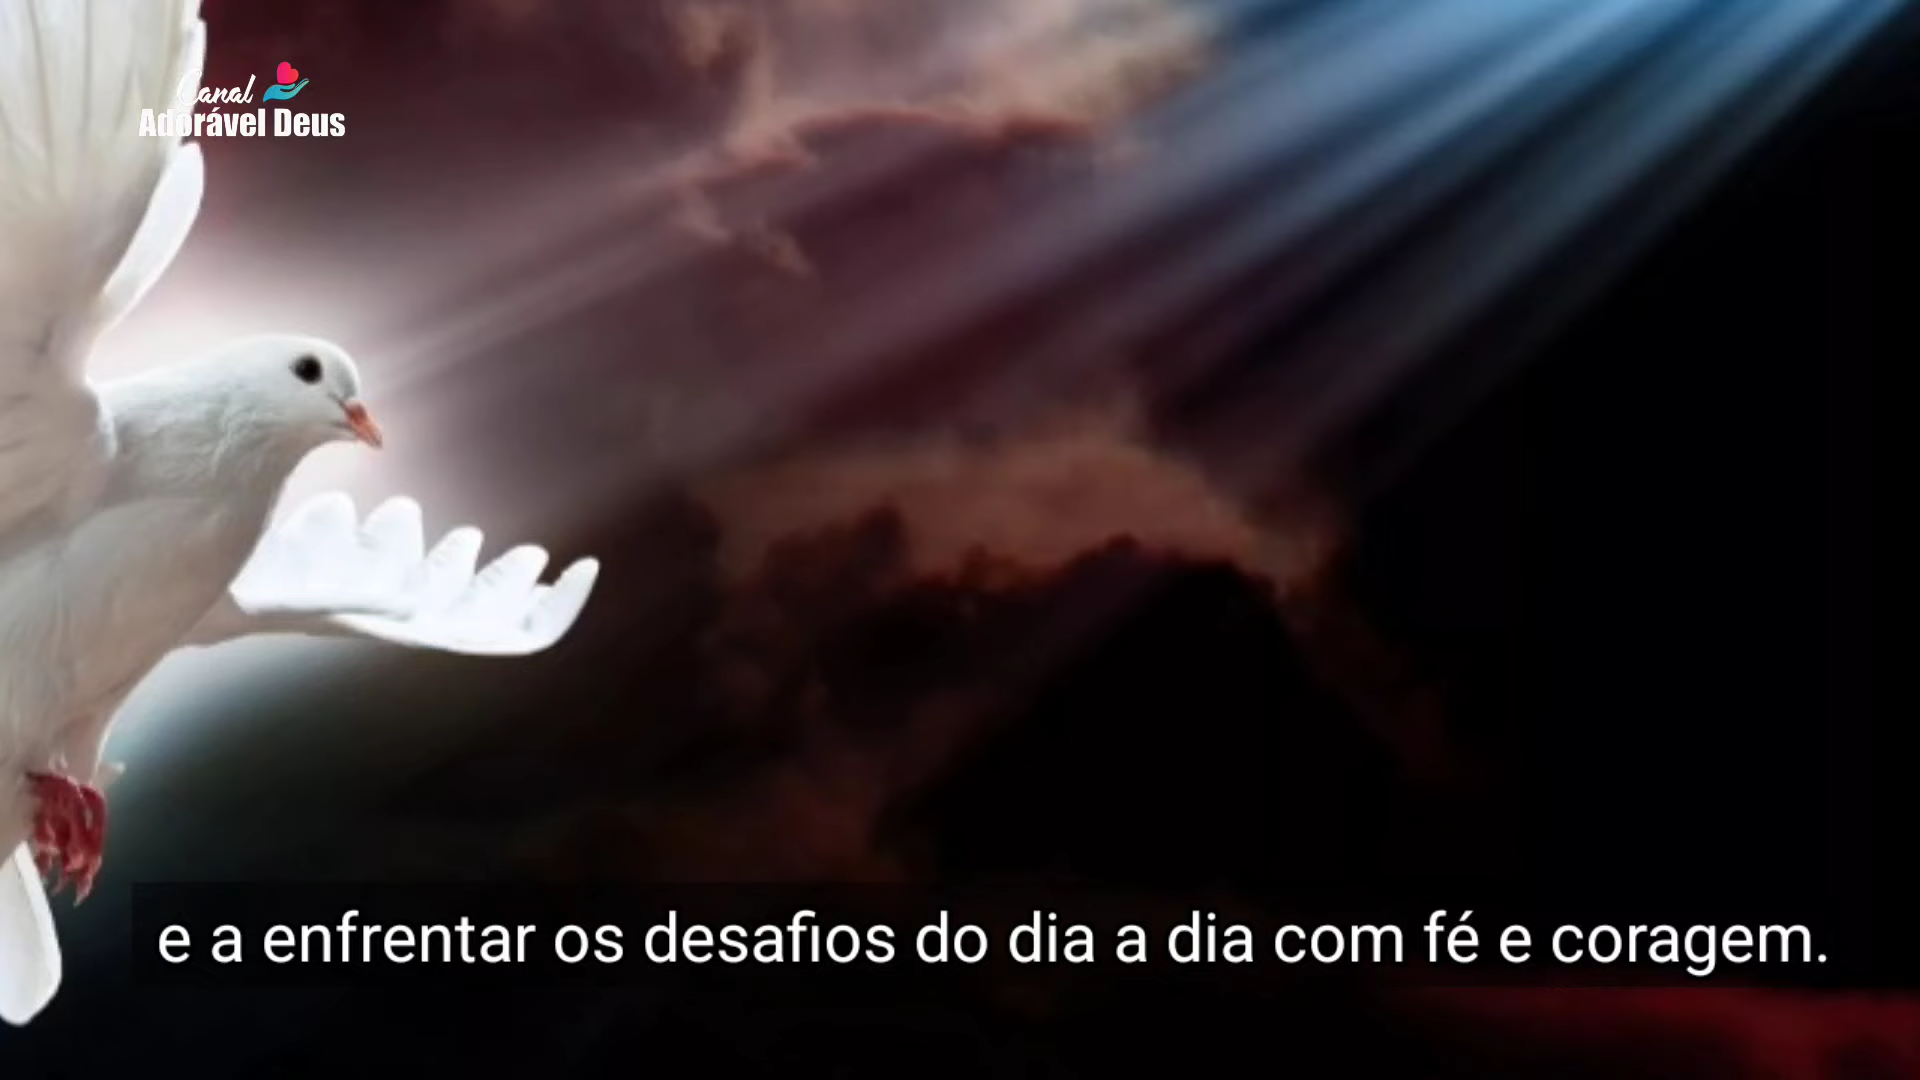 Canal
Adorável Deus
e a enfrentar os desafios do dia a dia com fé e coragem.